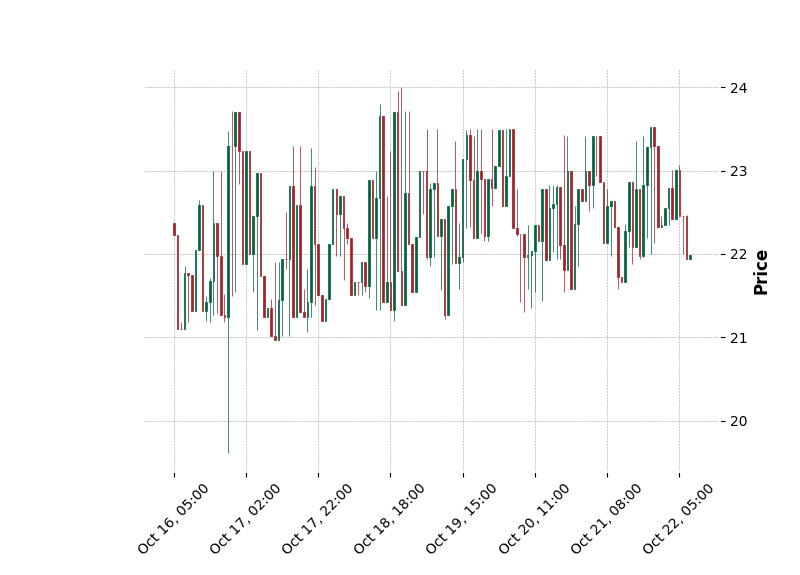 24
23
22
21
20
Price
Oct 16, 05:00
Oct 17, 02:00
Oct 17, 22:00
Oct 18, 18:00
Oct 19, 15:00
Oct 20, 11:00
Oct 21, 08:00
Oct 22, 05:00